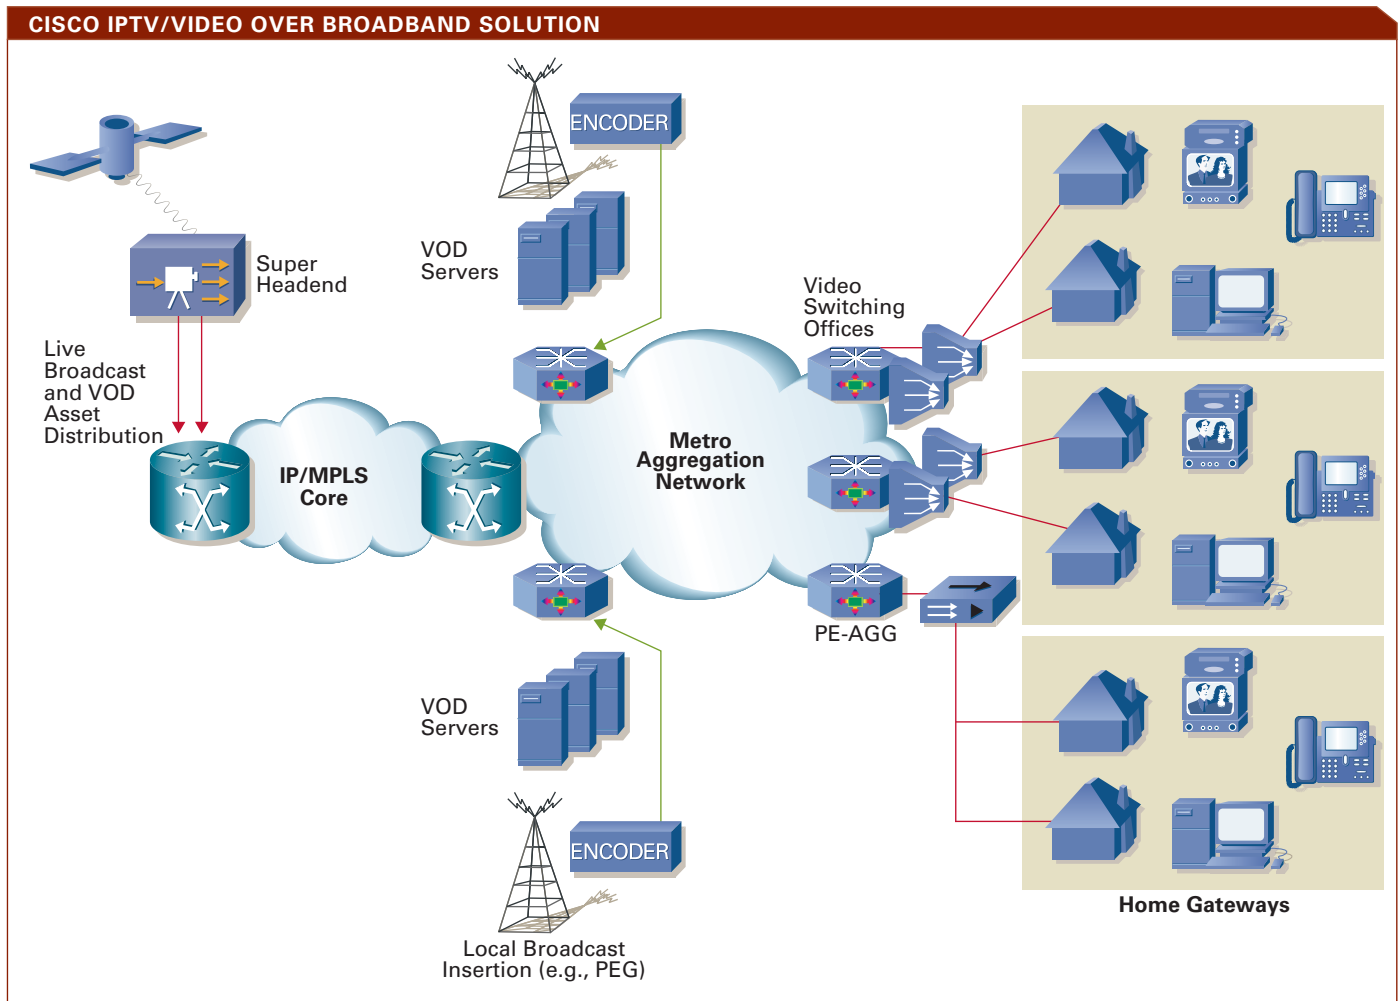 CISCO IPTV/VIDEO OVER BROADBAND SOLUTION
ENCODER
VOD
Servers
Super
Headend
Video
Switching
Offices
Live
Broadcast
and VOD
Asset
Distribution
IP/MPLS
Core
Metro
Aggregation
Network
PE-AGG
VOD
Servers
ENCODER
Home Gateways
Local Broadcast
Insertion (e.g., PEG)